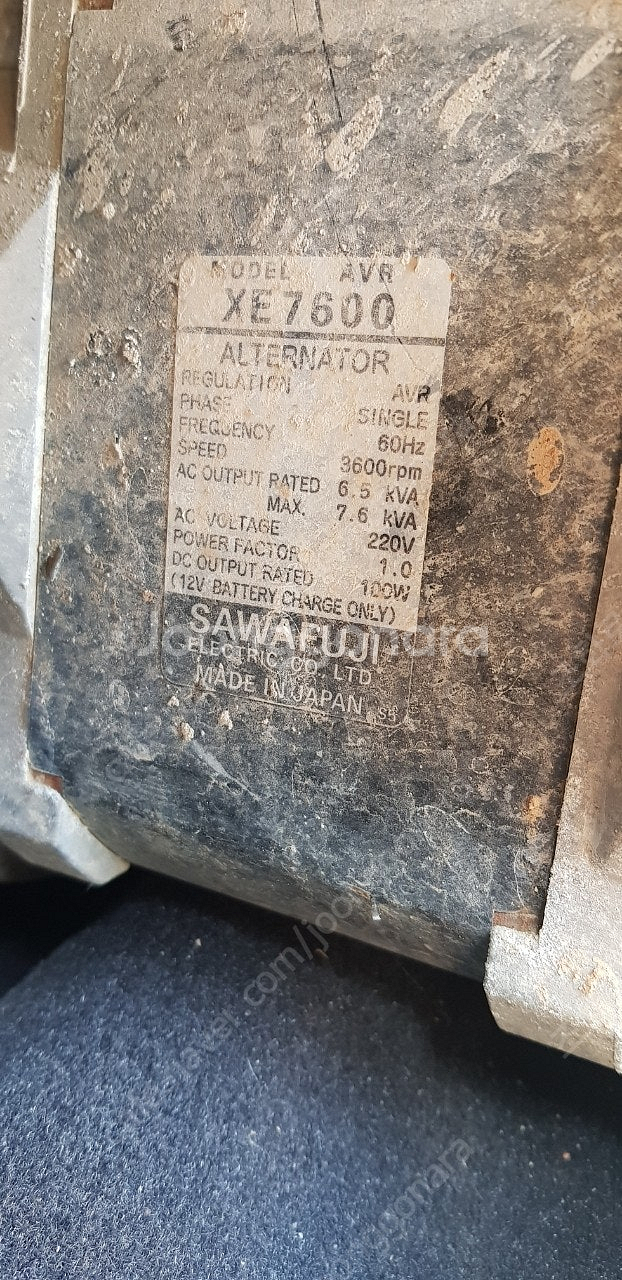 MODEL AVR
XE7600
ALTERNATOR
REGULATION AVR
PHASE SINGLE
FREQUENCY 60Hz
SPEED 3600rpm
AC OUTPUT RATED 6.5 kVA
MAX. 7.6 kVA
AC VOLTAGE 220V
POWER FACTOR 1.0
DC OUTPUT RATED 100W
(12V BATTERY CHARGE ONLY)
SAWAFUJI
ELECTRIC CO. LTD
MADE IN JAPAN
joonara